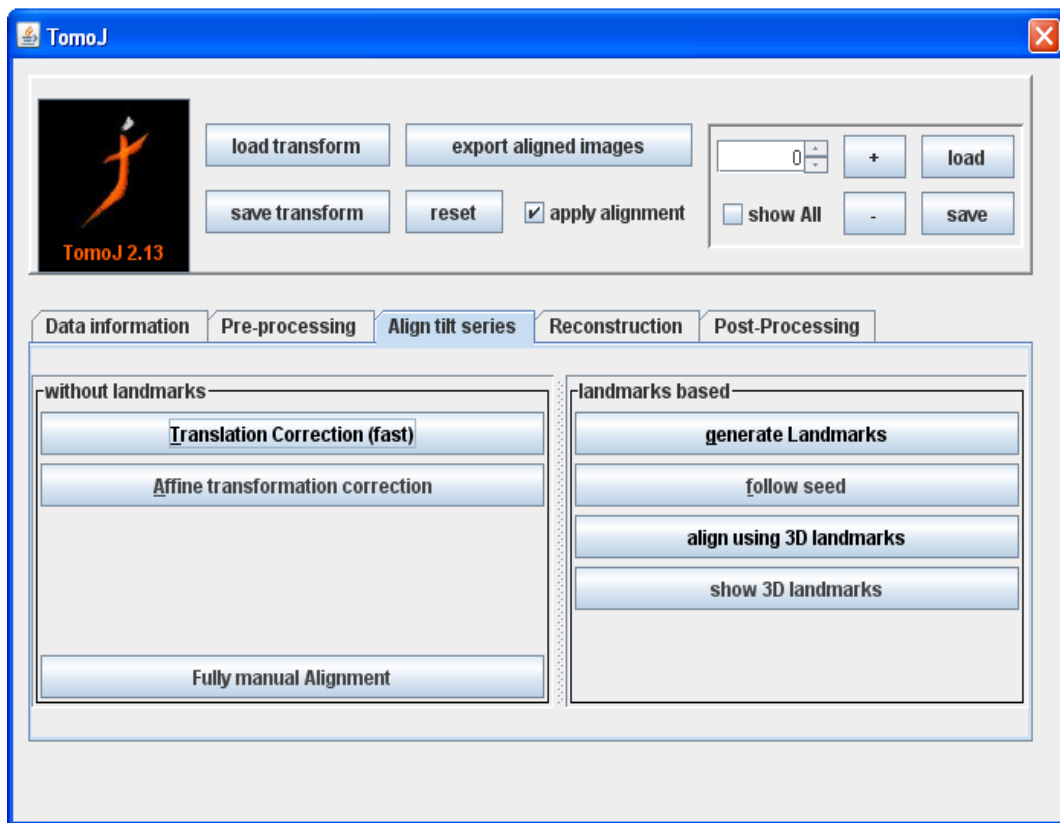 TomoJ
load transform
export aligned images
0
+
load
save transform
reset
apply alignment
show All
-
save
TomoJ 2.13
Data information
Pre-processing
Align tilt series
Reconstruction
Post-Processing
without landmarks
Translation Correction (fast)
Affine transformation correction
Fully manual Alignment
landmarks based
generate Landmarks
follow seed
align using 3D landmarks
show 3D landmarks